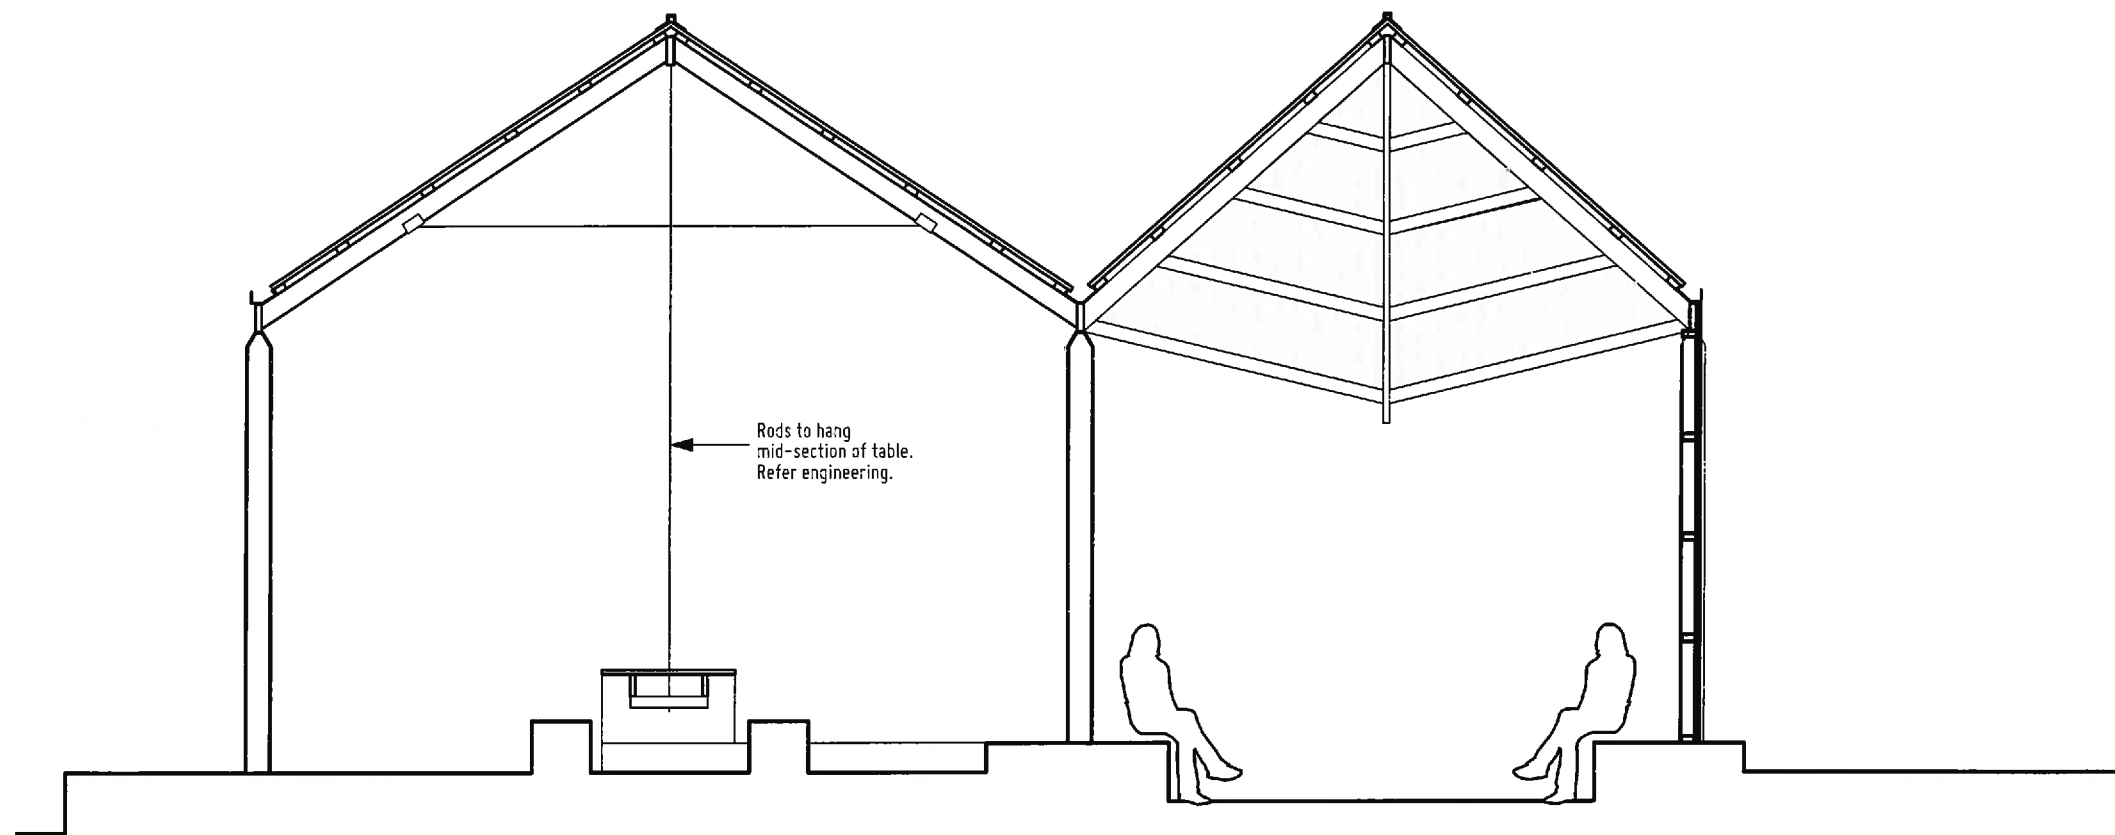 Rods to hang
mid-section of table.
Refer engineering.